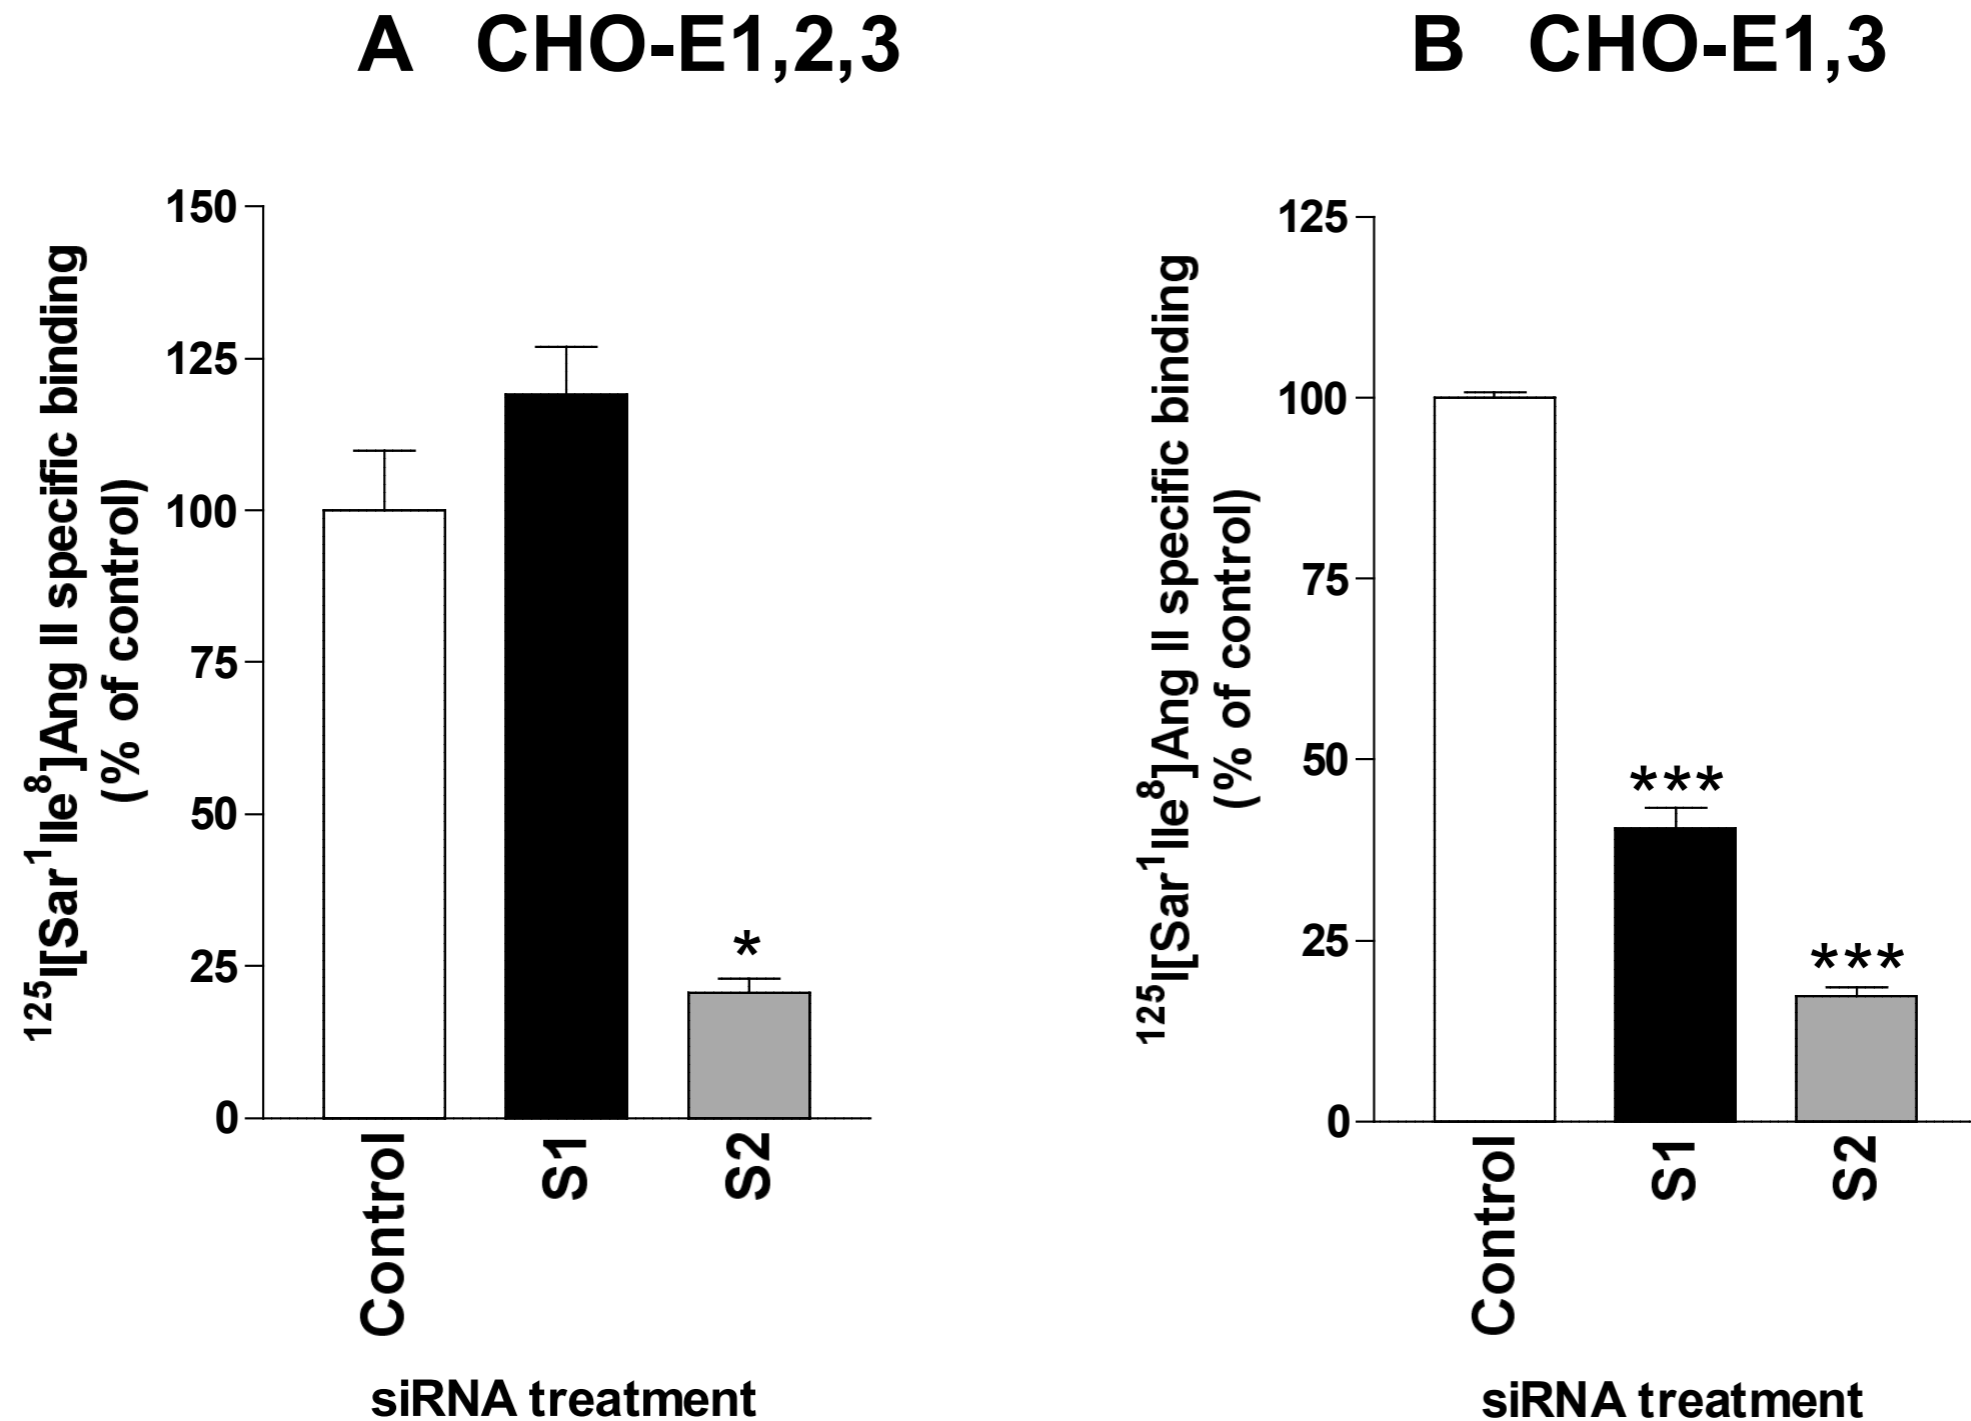 A CHO-E1,2,3
150
125
100
75
50
25
0
¹²⁵I[Sar¹Ile⁸]Ang II specific binding
(% of control)
*
Control
S1
S2
siRNA treatment
B CHO-E1,3
125
100
75
50
25
0
¹²⁵I[Sar¹Ile⁸]Ang II specific binding
(% of control)
***
***
Control
S1
S2
siRNA treatment